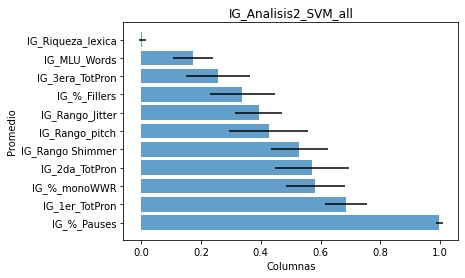 IG_Analisis2_SVM_all
IG_Riqueza_lexica
IG_MLU_Words
IG_3era_TotPron
IG_%_Fillers
IG_Rango_Jitter
IG_Rango_pitch
IG_Rango Shimmer
IG_2da_TotPron
IG_%_monoWWR
IG_1er_TotPron
IG_%_Pauses
Promedio
0.0 0.2 0.4 0.6 0.8 1.0
Columnas